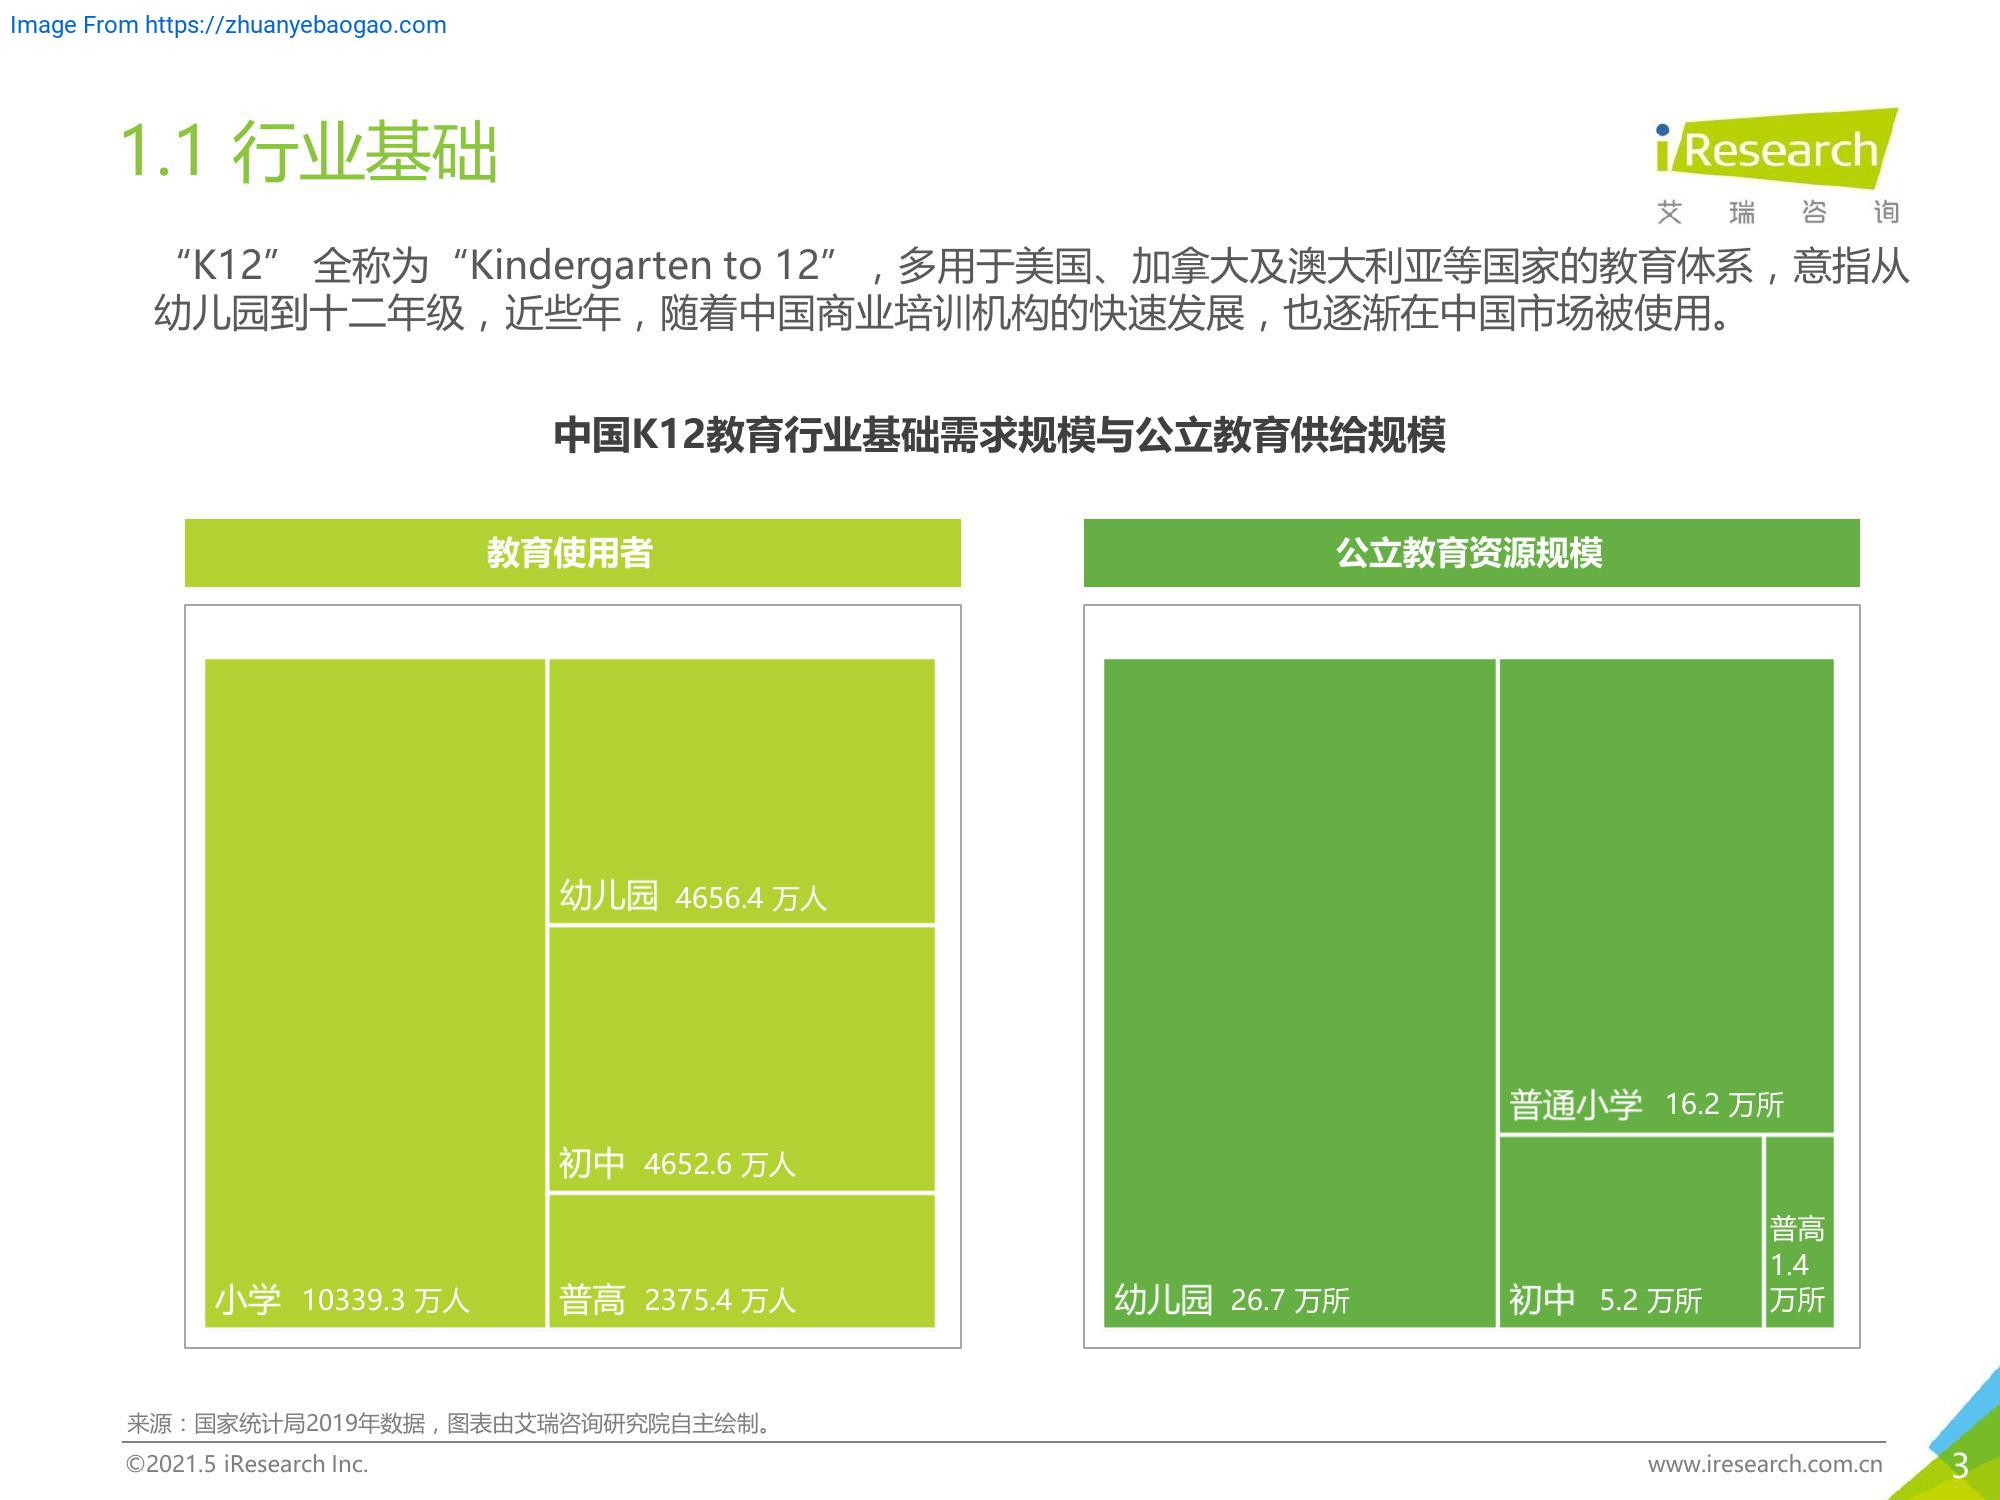 Image From https://zhuanyebaogao.com
1.1 行业基础
iResearch
艾瑞咨询
“K12” 全称为“Kindergarten to 12”，多用于美国、加拿大及澳大利亚等国家的教育体系，意指从
幼儿园到十二年级，近些年，随着中国商业培训机构的快速发展，也逐渐在中国市场被使用。
中国K12教育行业基础需求规模与公立教育供给规模
教育使用者
幼儿园 4656.4 万人
初中 4652.6 万人
小学 10339.3 万人
普高 2375.4 万人
公立教育资源规模
普通小学 16.2 万所
幼儿园 26.7 万所
初中 5.2 万所
普高
1.4
万所
来源：国家统计局2019年数据，图表由艾瑞咨询研究院自主绘制。
©2021.5 iResearch Inc.
www.iresearch.com.cn
3